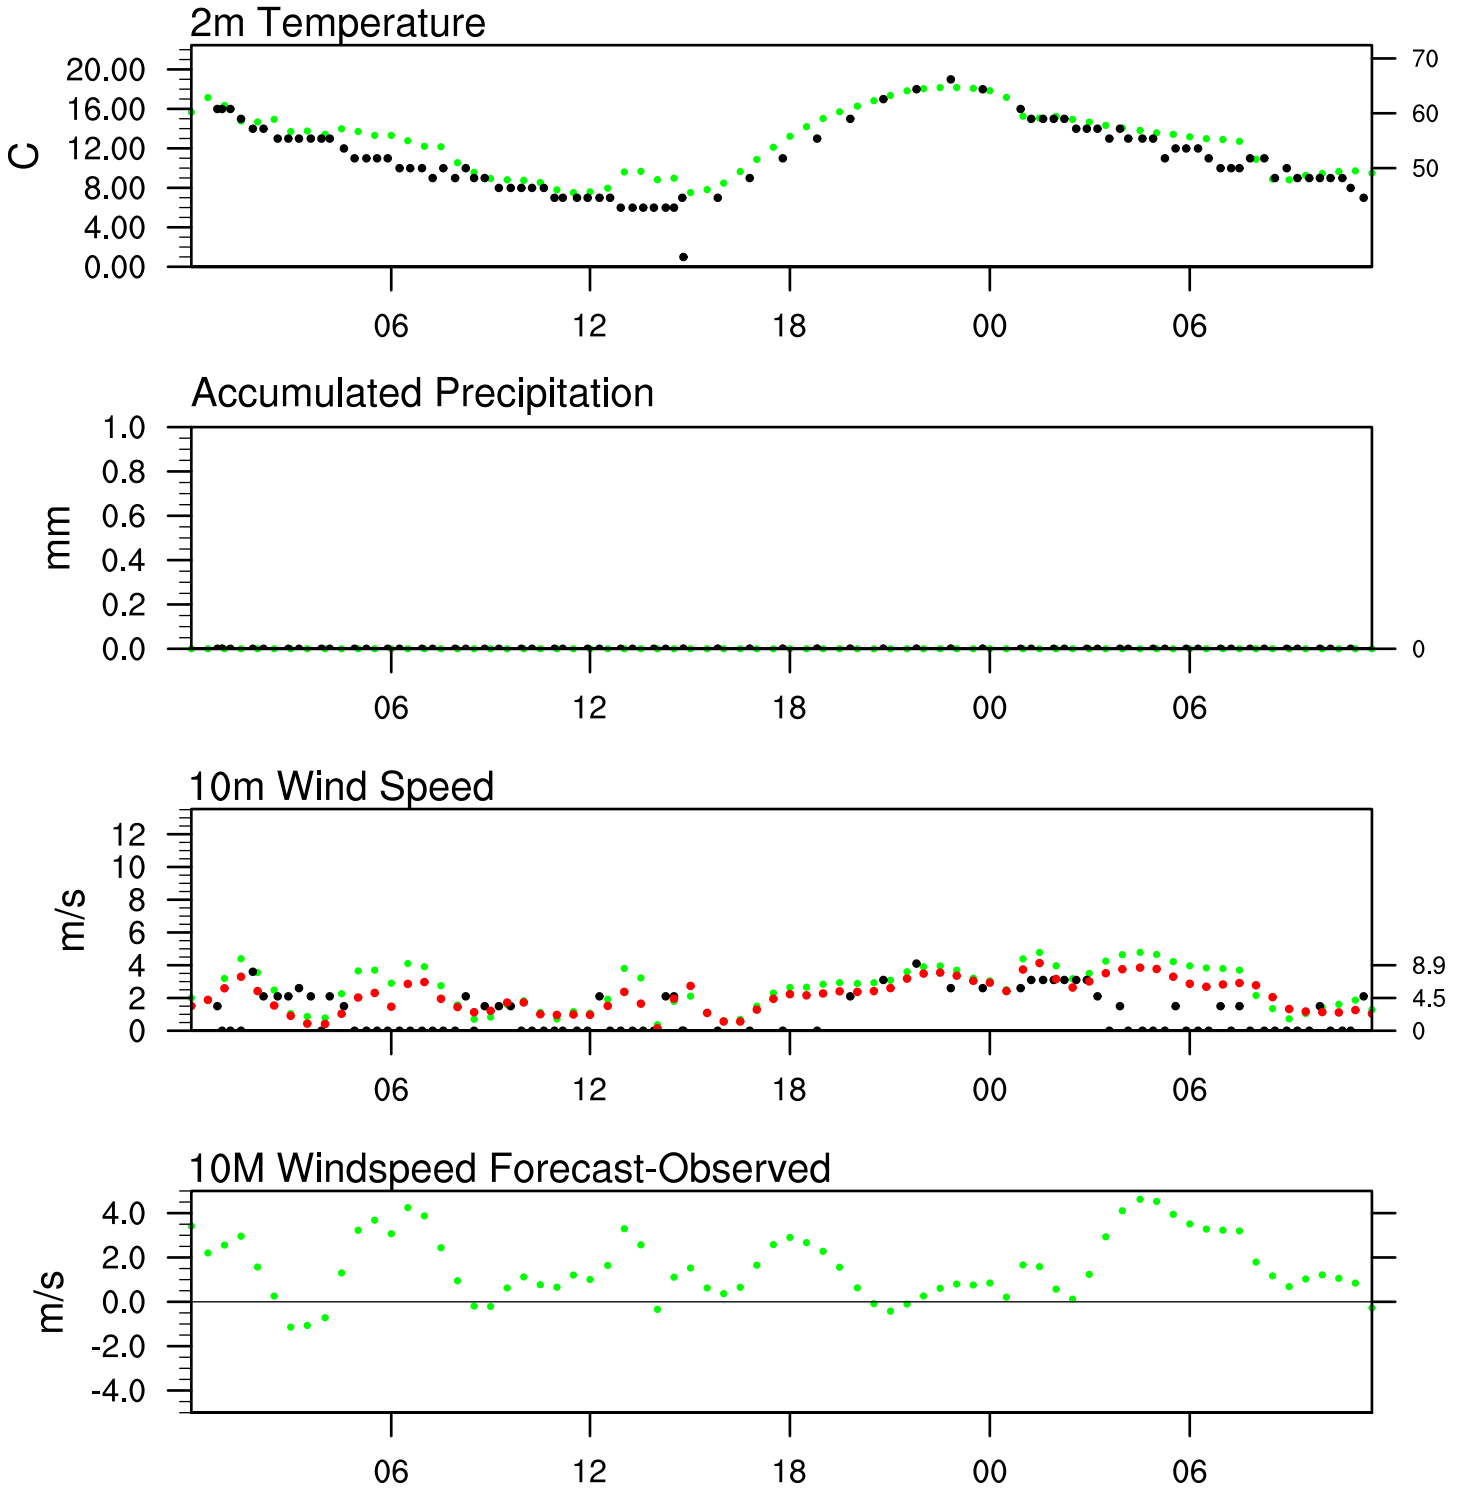 2m Temperature
20.00
16.00
12.00
8.00
4.00
0.00
C
70
60
50
06 12 18 00 06
Accumulated Precipitation
1.0
0.8
0.6
0.4
0.2
0.0
mm
0
06 12 18 00 06
10m Wind Speed
12
10
8
6
4
2
0
m/s
8.9
4.5
0
06 12 18 00 06
10M Windspeed Forecast-Observed
4.0
2.0
0.0
-2.0
-4.0
m/s
06 12 18 00 06